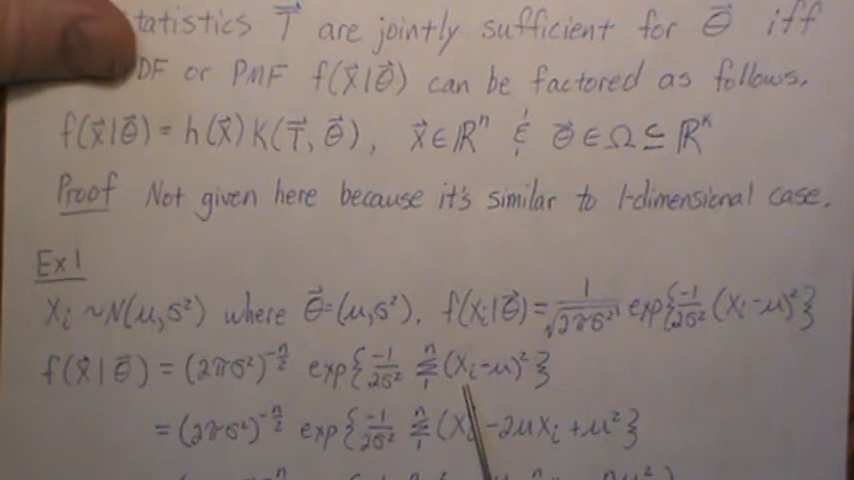 tatistics T⃗ are jointly sufficient for θ⃗ iff
DF or PMF f(x⃗|θ⃗) can be factored as follows.
f(x⃗|θ⃗) = h(x⃗) K(T⃗, θ⃗), x⃗ ∈ ℝⁿ & θ⃗ ∈ Ω ⊆ ℝᵏ
Proof Not given here because it's similar to 1-dimensional case.
Ex 1
Xᵢ ~ N(μ, σ²) where θ⃗ = (μ, σ²). f(xᵢ|θ⃗) = 1/√(2πσ²) exp{-1/2σ² (Xᵢ-μ)²}
f(x⃗|θ⃗) = (2πσ²)^(-n/2) exp{-1/2σ² Σ₁ⁿ (Xᵢ-μ)²}
= (2πσ²)^(-n/2) exp{-1/2σ² Σ₁ⁿ (X -2μXᵢ + μ²}